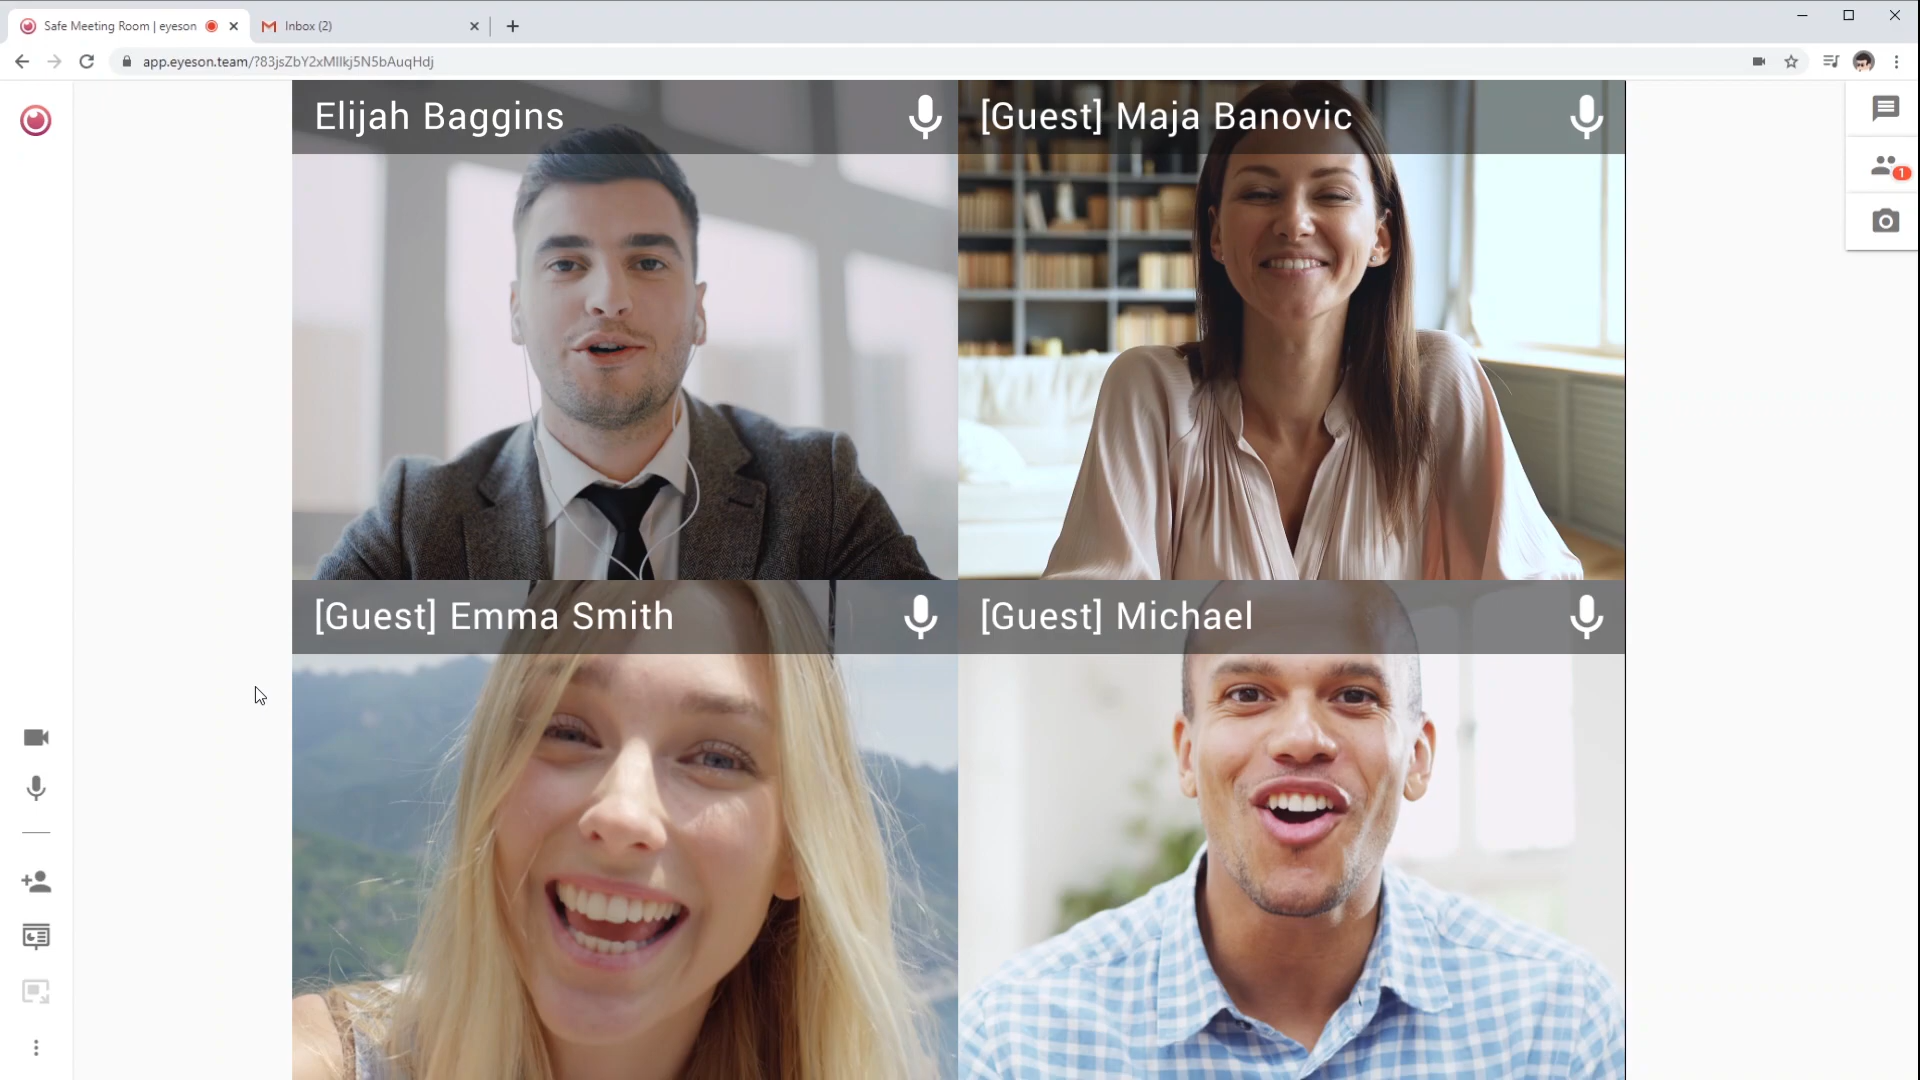 Safe Meeting Room | eyeson
Inbox (2)
app.eyeson.team/?83jsZbY2xMIlkj5N5bAuqHdj
Elijah Baggins
[Guest] Maja Banovic
1
[Guest] Emma Smith
[Guest] Michael